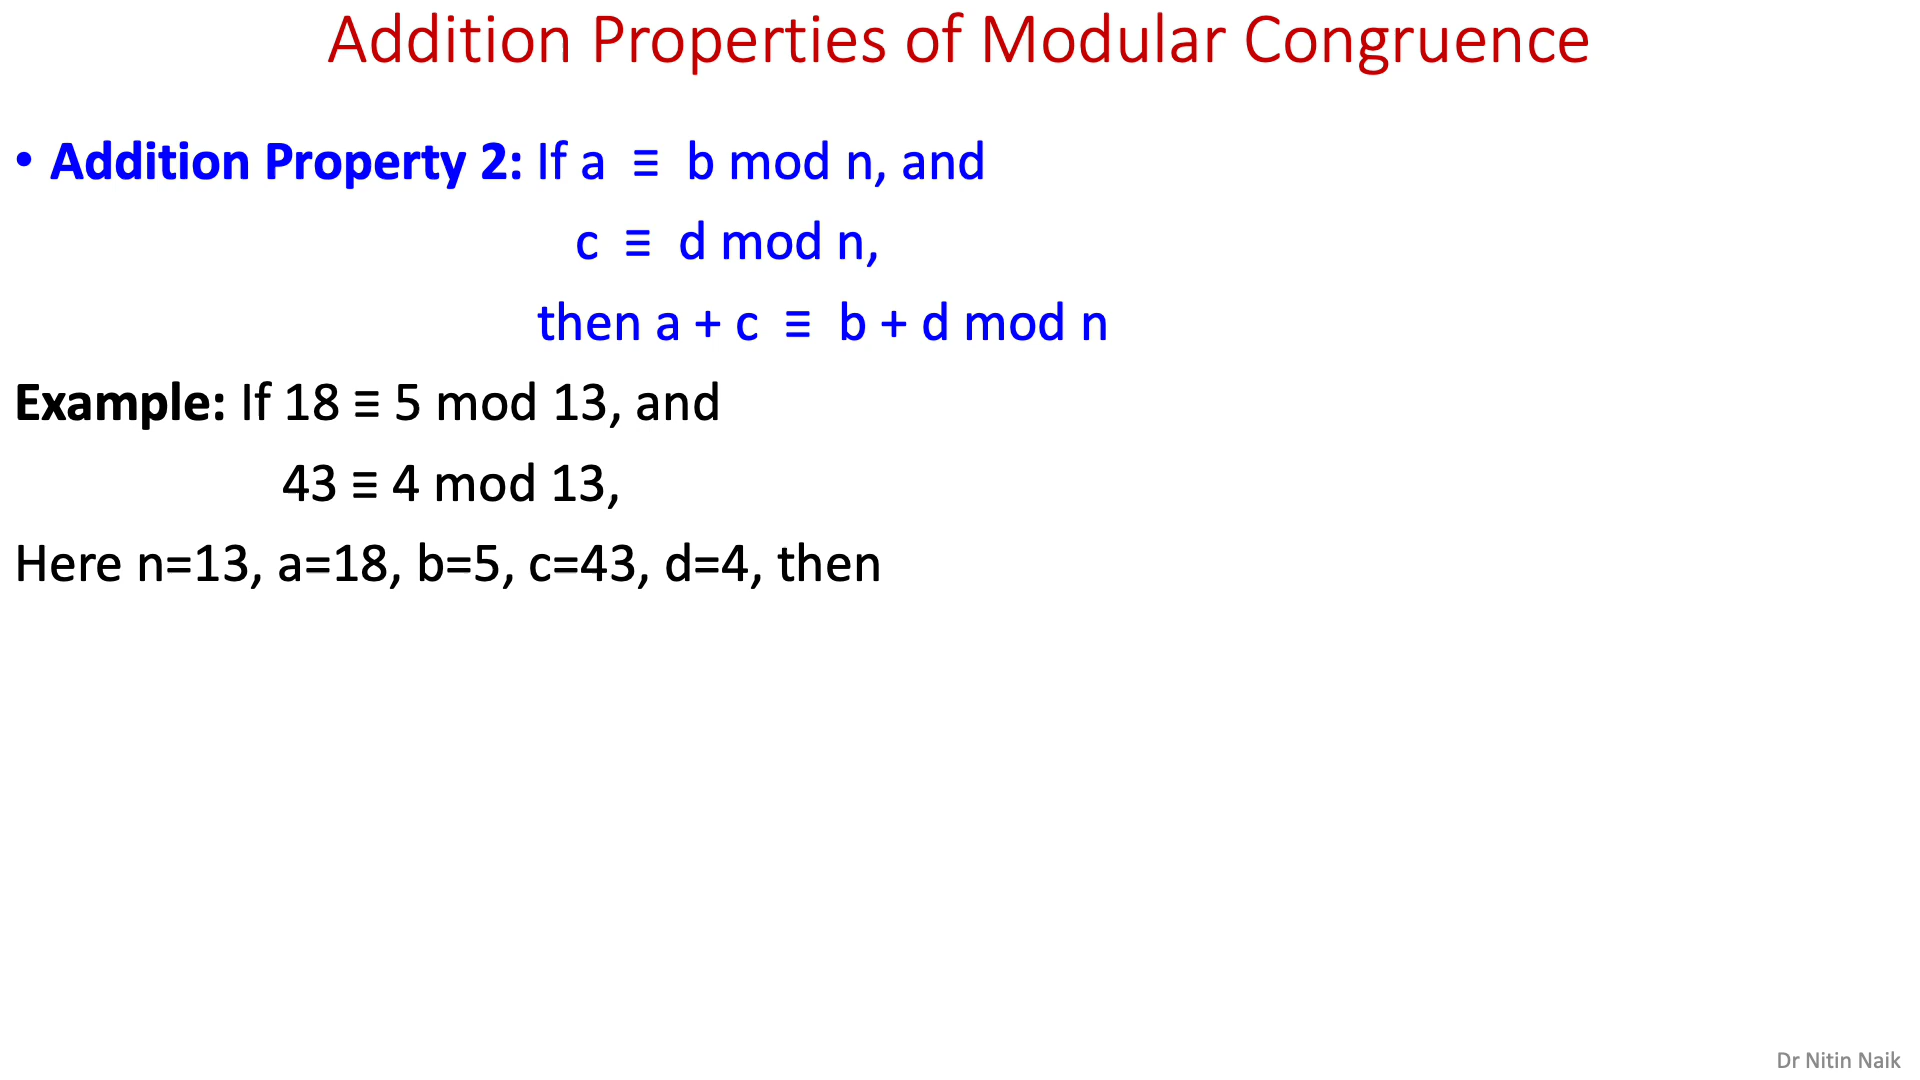 Addition Properties of Modular Congruence
• Addition Property 2: If a ≡ b mod n, and
c ≡ d mod n,
then a + c ≡ b + d mod n
Example: If 18 ≡ 5 mod 13, and
43 ≡ 4 mod 13,
Here n=13, a=18, b=5, c=43, d=4, then
Dr Nitin Naik